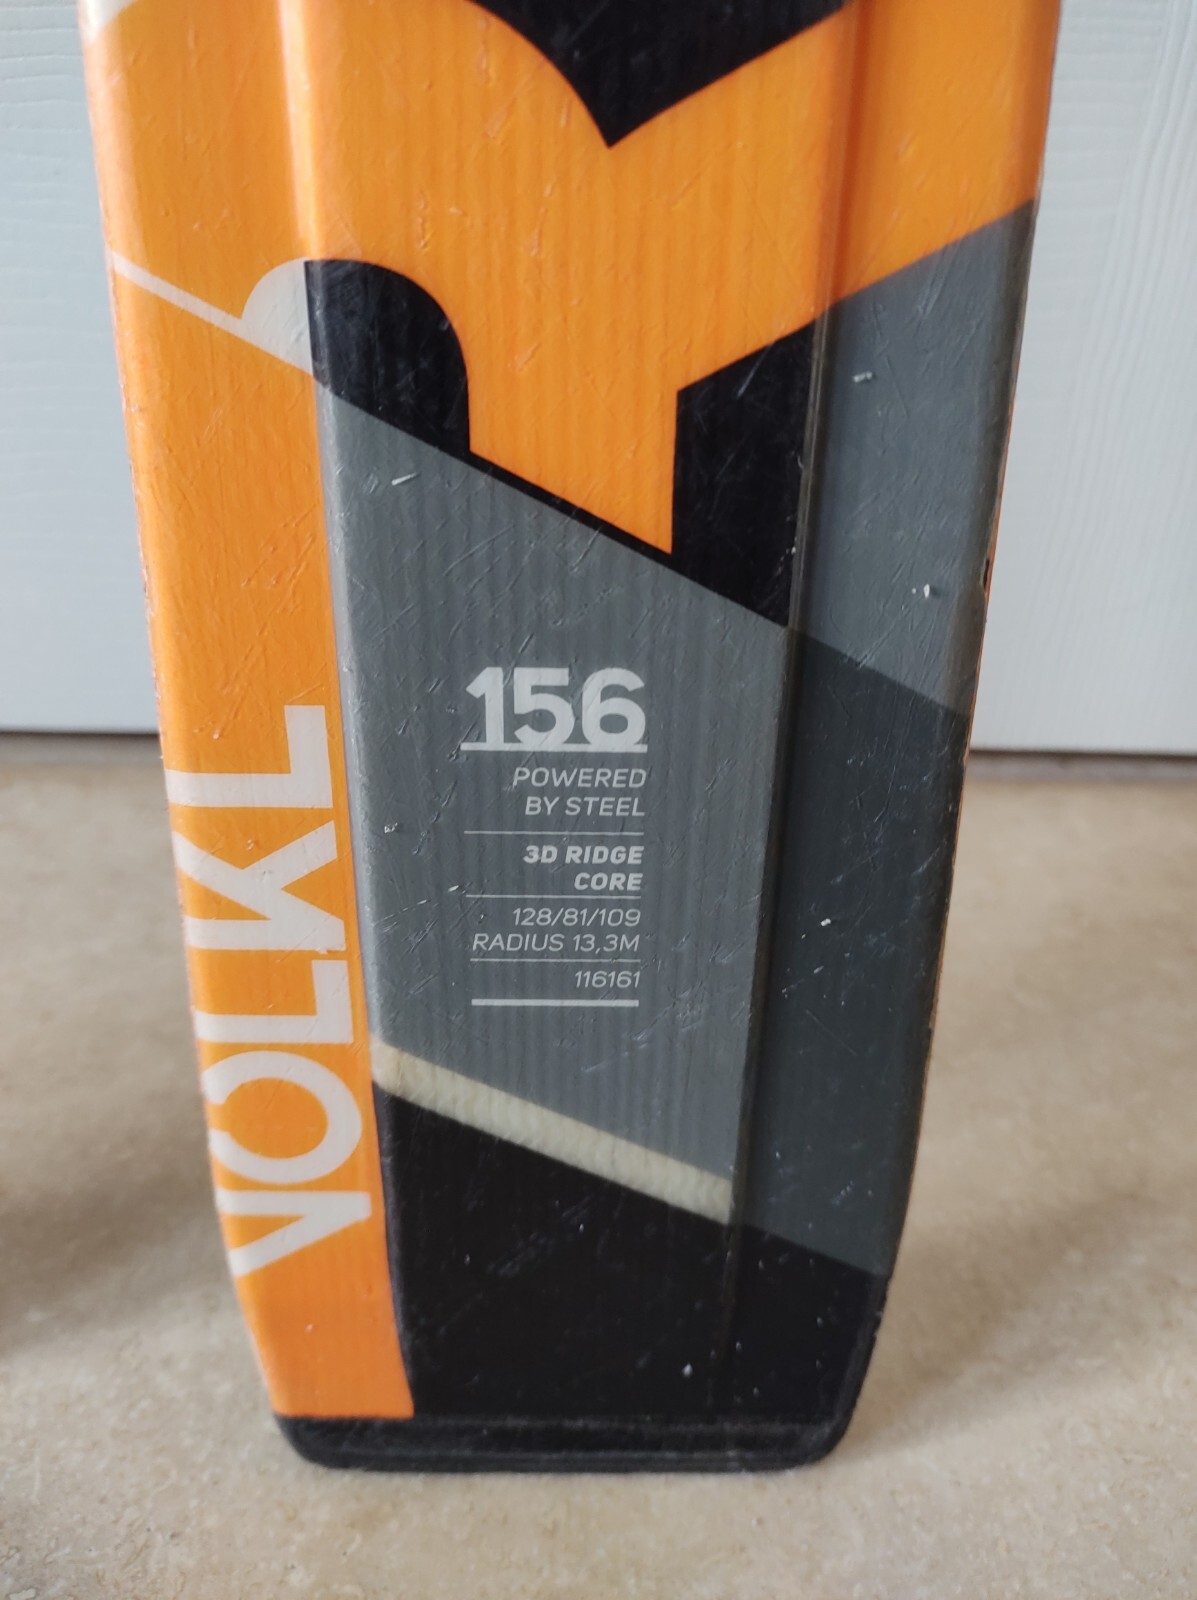 VÖLKL
156
POWERED
BY STEEL
3D RIDGE
CORE
128/81/109
RADIUS 13,3M
116161